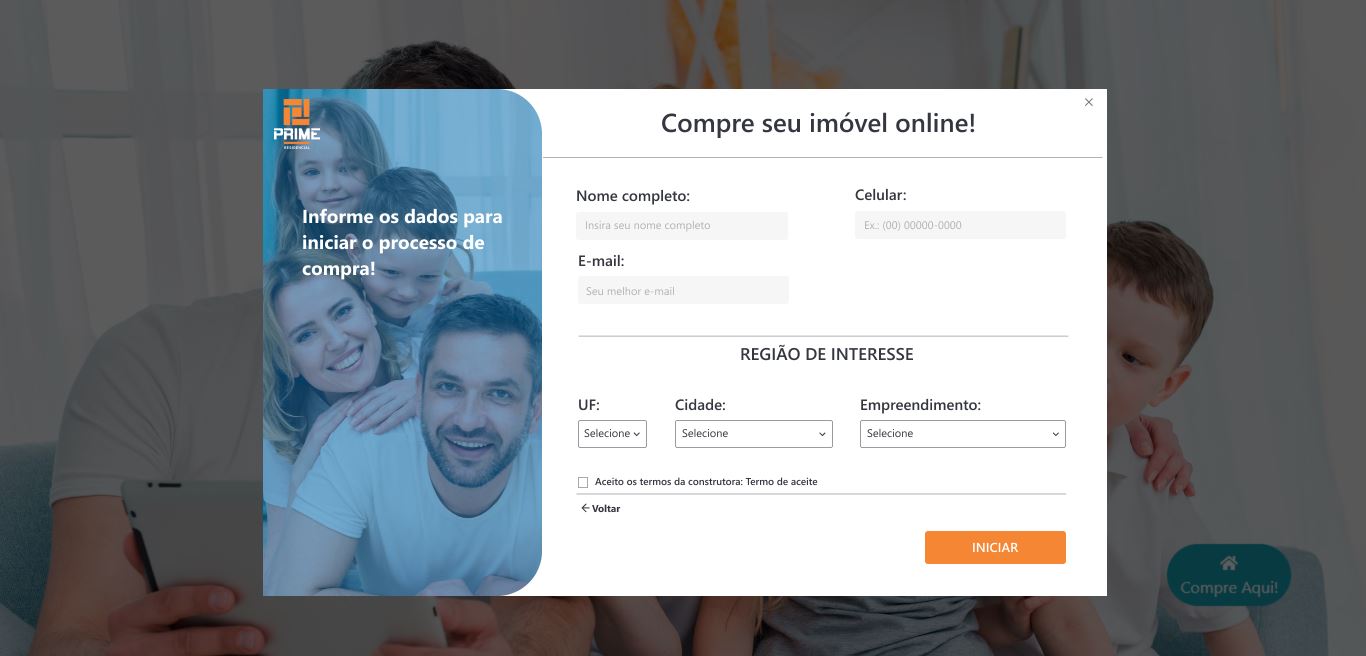 PRIME
RESIDENCIAL
Informe os dados para
iniciar o processo de
compra!
Compre seu imóvel online!
Nome completo:
Insira seu nome completo
Celular:
Ex.: (00) 00000-0000
E-mail:
Seu melhor e-mail
REGIÃO DE INTERESSE
UF:
Selecione
Cidade:
Selecione
Empreendimento:
Selecione
Aceito os termos da construtora: Termo de aceite
Voltar
INICIAR
Compre Aqui!